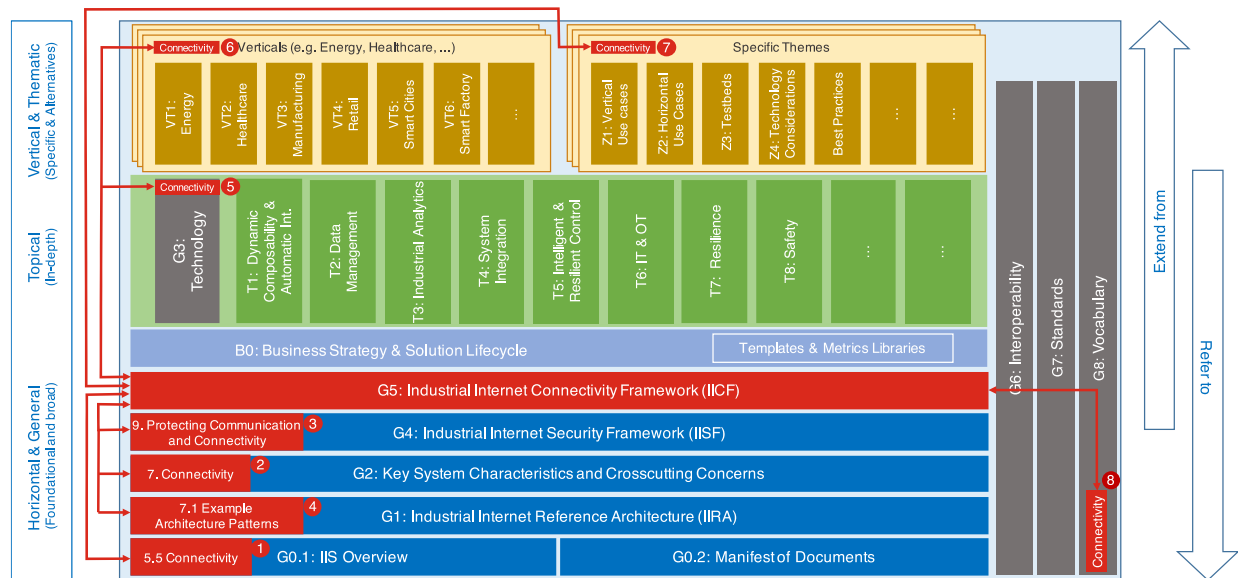 Vertical & Thematic
(Specific & Alternatives)
Topical
(In-depth)
Horizontal & General
(Foundational and broad)
Connectivity
6
Verticals (e.g. Energy, Healthcare, ...)
VT1:
Energy
VT2:
Healthcare
VT3:
Manufacturing
VT4:
Retail
VT5:
Smart Cities
VT6:
Smart Factory
...
Connectivity
7
Specific Themes
Z1: Vertical
Use cases
Z2: Horizontal
Use Cases
Z3: Testbeds
Z4: Technology
Considerations
Best Practices
...
...
Connectivity
5
G3:
Technology
T1: Dynamic
Composability &
Automatic Int.
T2: Data
Management
T3: Industrial Analytics
T4: System
Integration
T5: Intelligent &
Resilient Control
T6: IT & OT
T7: Resilience
T8: Safety
...
...
B0: Business Strategy & Solution Lifecycle
Templates & Metrics Libraries
G5: Industrial Internet Connectivity Framework (IICF)
9. Protecting Communication
and Connectivity
3
G4: Industrial Internet Security Framework (IISF)
7. Connectivity
2
G2: Key System Characteristics and Crosscutting Concerns
7.1 Example
Architecture Patterns
4
G1: Industrial Internet Reference Architecture (IIRA)
5.5 Connectivity
1
G0.1: IIS Overview
G0.2: Manifest of Documents
G6: Interoperability
G7: Standards
G8: Vocabulary
8
Connectivity
Extend from
Refer to